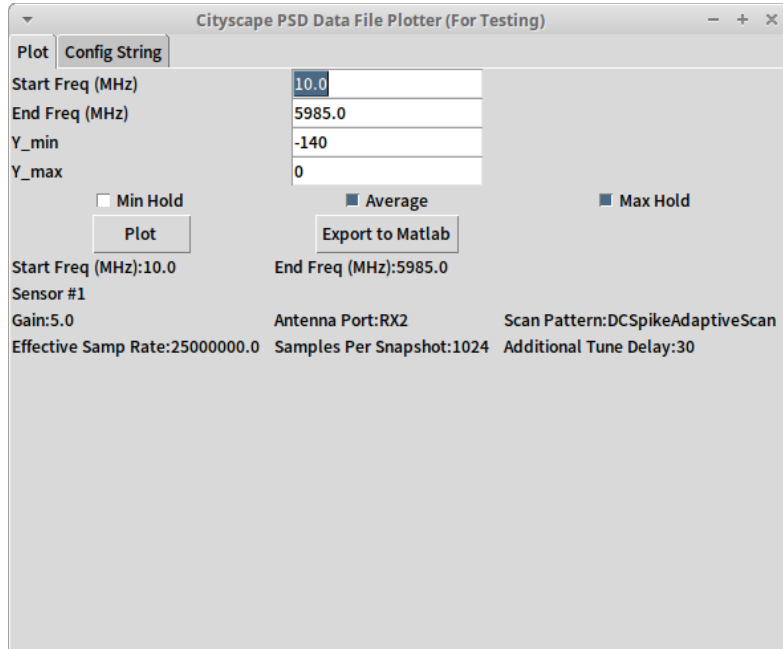 Cityscape PSD Data File Plotter (For Testing)
Plot Config String
Start Freq (MHz) 10.0
End Freq (MHz) 5985.0
Y_min -140
Y_max 0
Min Hold Average Max Hold
Plot Export to Matlab
Start Freq (MHz):10.0 End Freq (MHz):5985.0
Sensor #1
Gain:5.0 Antenna Port:RX2 Scan Pattern:DCSpikeAdaptiveScan
Effective Samp Rate:25000000.0 Samples Per Snapshot:1024 Additional Tune Delay:30